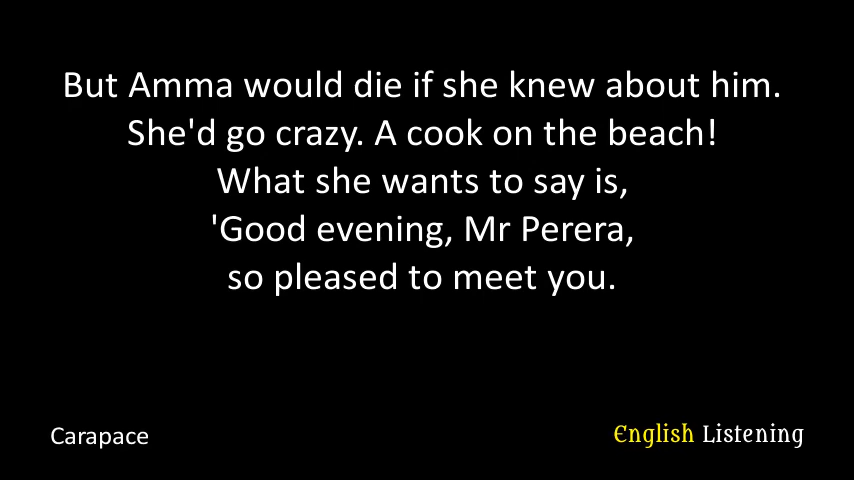 But Amma would die if she knew about him.
She'd go crazy. A cook on the beach!
What she wants to say is,
'Good evening, Mr Perera,
so pleased to meet you.
Carapace
English Listening